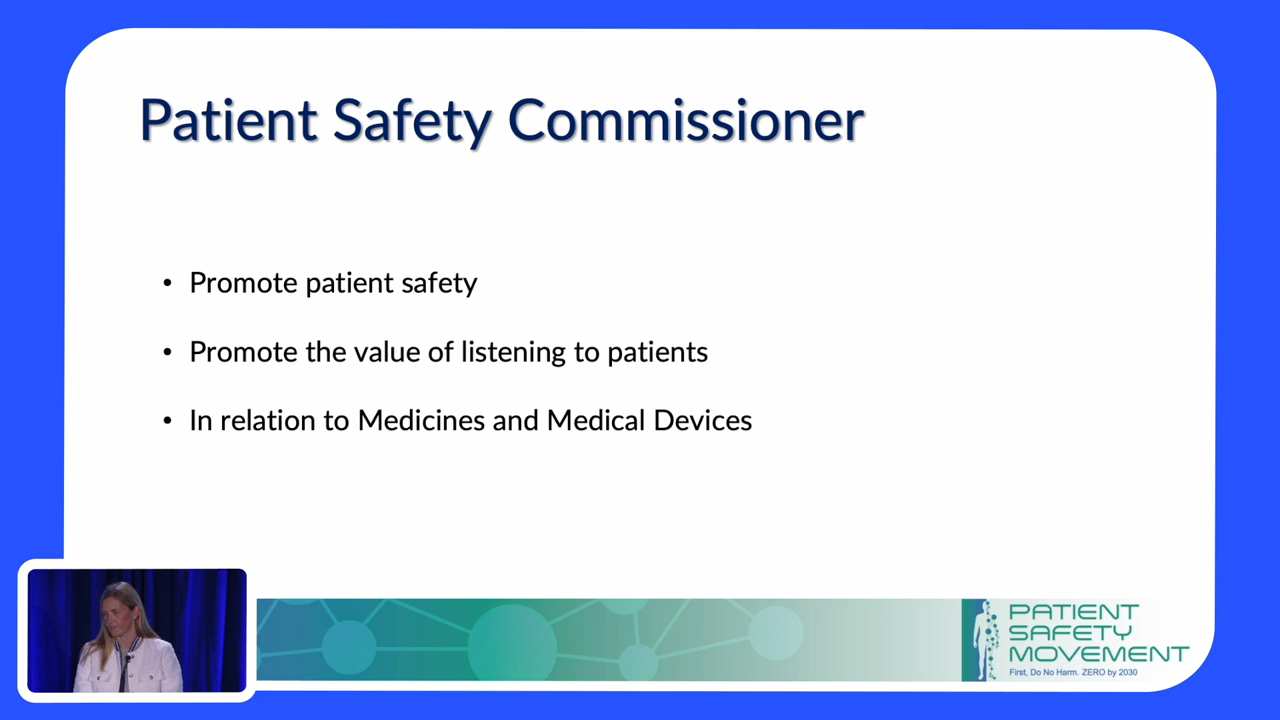 Patient Safety Commissioner
• Promote patient safety
• Promote the value of listening to patients
• In relation to Medicines and Medical Devices
PATIENT
SAFETY
MOVEMENT
First, Do No Harm. ZERO by 2030